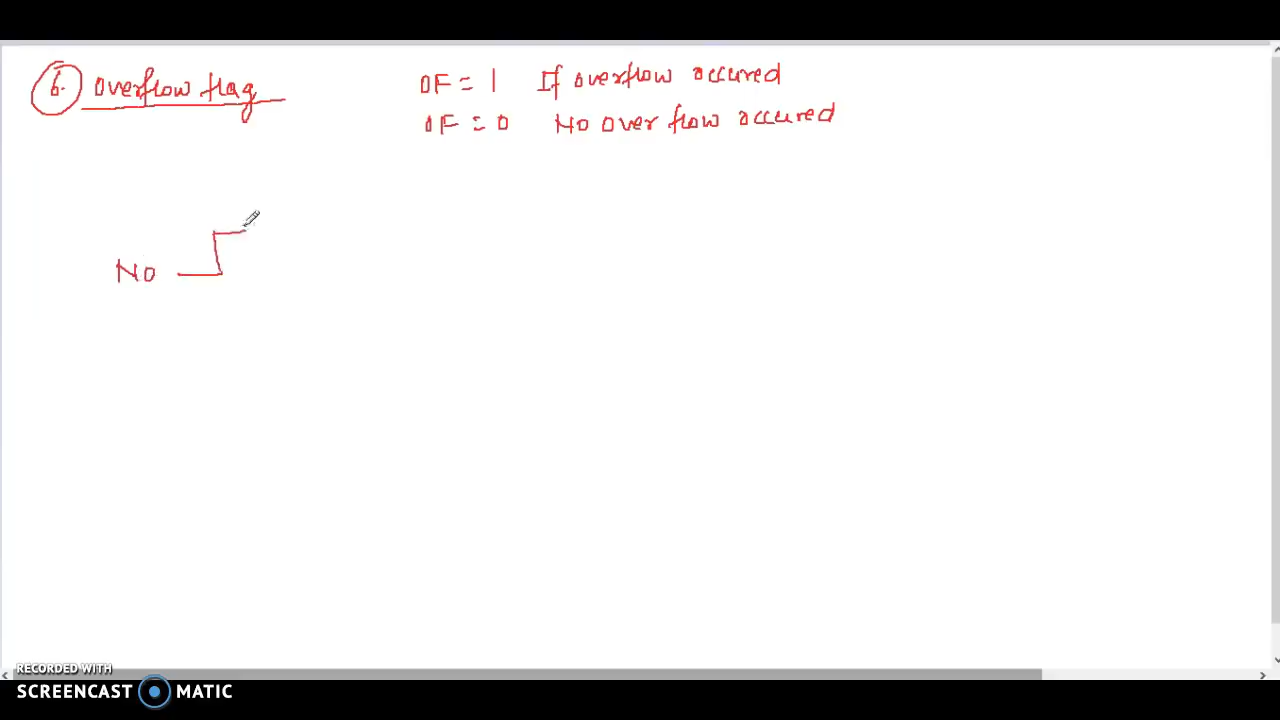 6. Overflow flag
OF = 1 If overflow occured
OF = 0 No over flow occured
No
RECORDED WITH
SCREENCAST MATIC